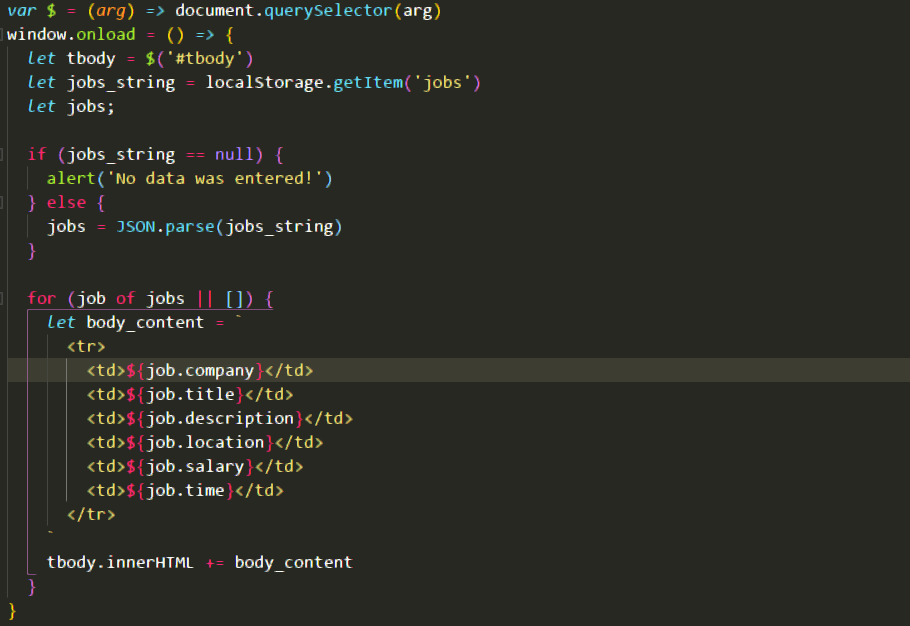 var $ = (arg) => document.querySelector(arg)
window.onload = () => {
  let tbody = $('#tbody')
  let jobs_string = localStorage.getItem('jobs')
  let jobs;

  if (jobs_string == null) {
    alert('No data was entered!')
  } else {
    jobs = JSON.parse(jobs_string)
  }

  for (job of jobs || []) {
    let body_content = `
      <tr>
        <td>${job.company}</td>
        <td>${job.title}</td>
        <td>${job.description}</td>
        <td>${job.location}</td>
        <td>${job.salary}</td>
        <td>${job.time}</td>
      </tr>
    `
    tbody.innerHTML += body_content
  }
}